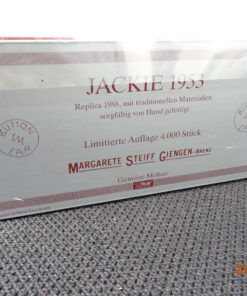 JACKIE 1953
Replica 1988, mit traditionellen Materialien
sorgfältig von Hand gefertigt.
Limitierte Auflage 4.000 Stück
BUTTON
IN
EAR
MARGARETE STEIFF GIENGEN-BRENZ
Genuine Mohair